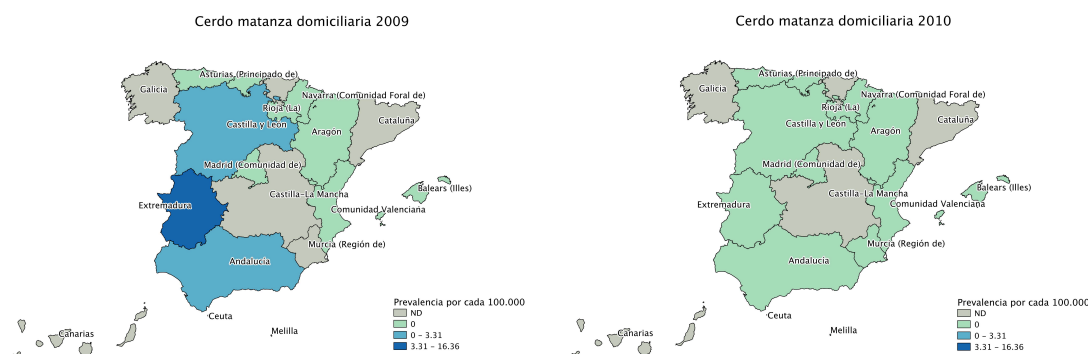 Cerdo matanza domiciliaria 2009
Asturias (Principado de)
Galicia
Navarra (Comunidad Foral de)
Rioja (La)
Cataluña
Castilla y León
Aragón
Madrid (Comunidad de)
Balears (Illes)
Castilla-La Mancha
Extremadura
Comunidad Valenciana
Murcia (Región de)
Andalucía
Prevalencia por cada 100.000
ND
0
0 - 3.31
3.31 - 16.36
Ceuta
Melilla
Canarias
Cerdo matanza domiciliaria 2010
Asturias (Principado de)
Galicia
Navarra (Comunidad Foral de)
Rioja (La)
Cataluña
Castilla y León
Aragón
Madrid (Comunidad de)
Balears (Illes)
Castilla-La Mancha
Extremadura
Comunidad Valenciana
Murcia (Región de)
Andalucía
Prevalencia por cada 100.000
ND
0
0 - 3.31
3.31 - 16.36
Ceuta
Melilla
Canarias